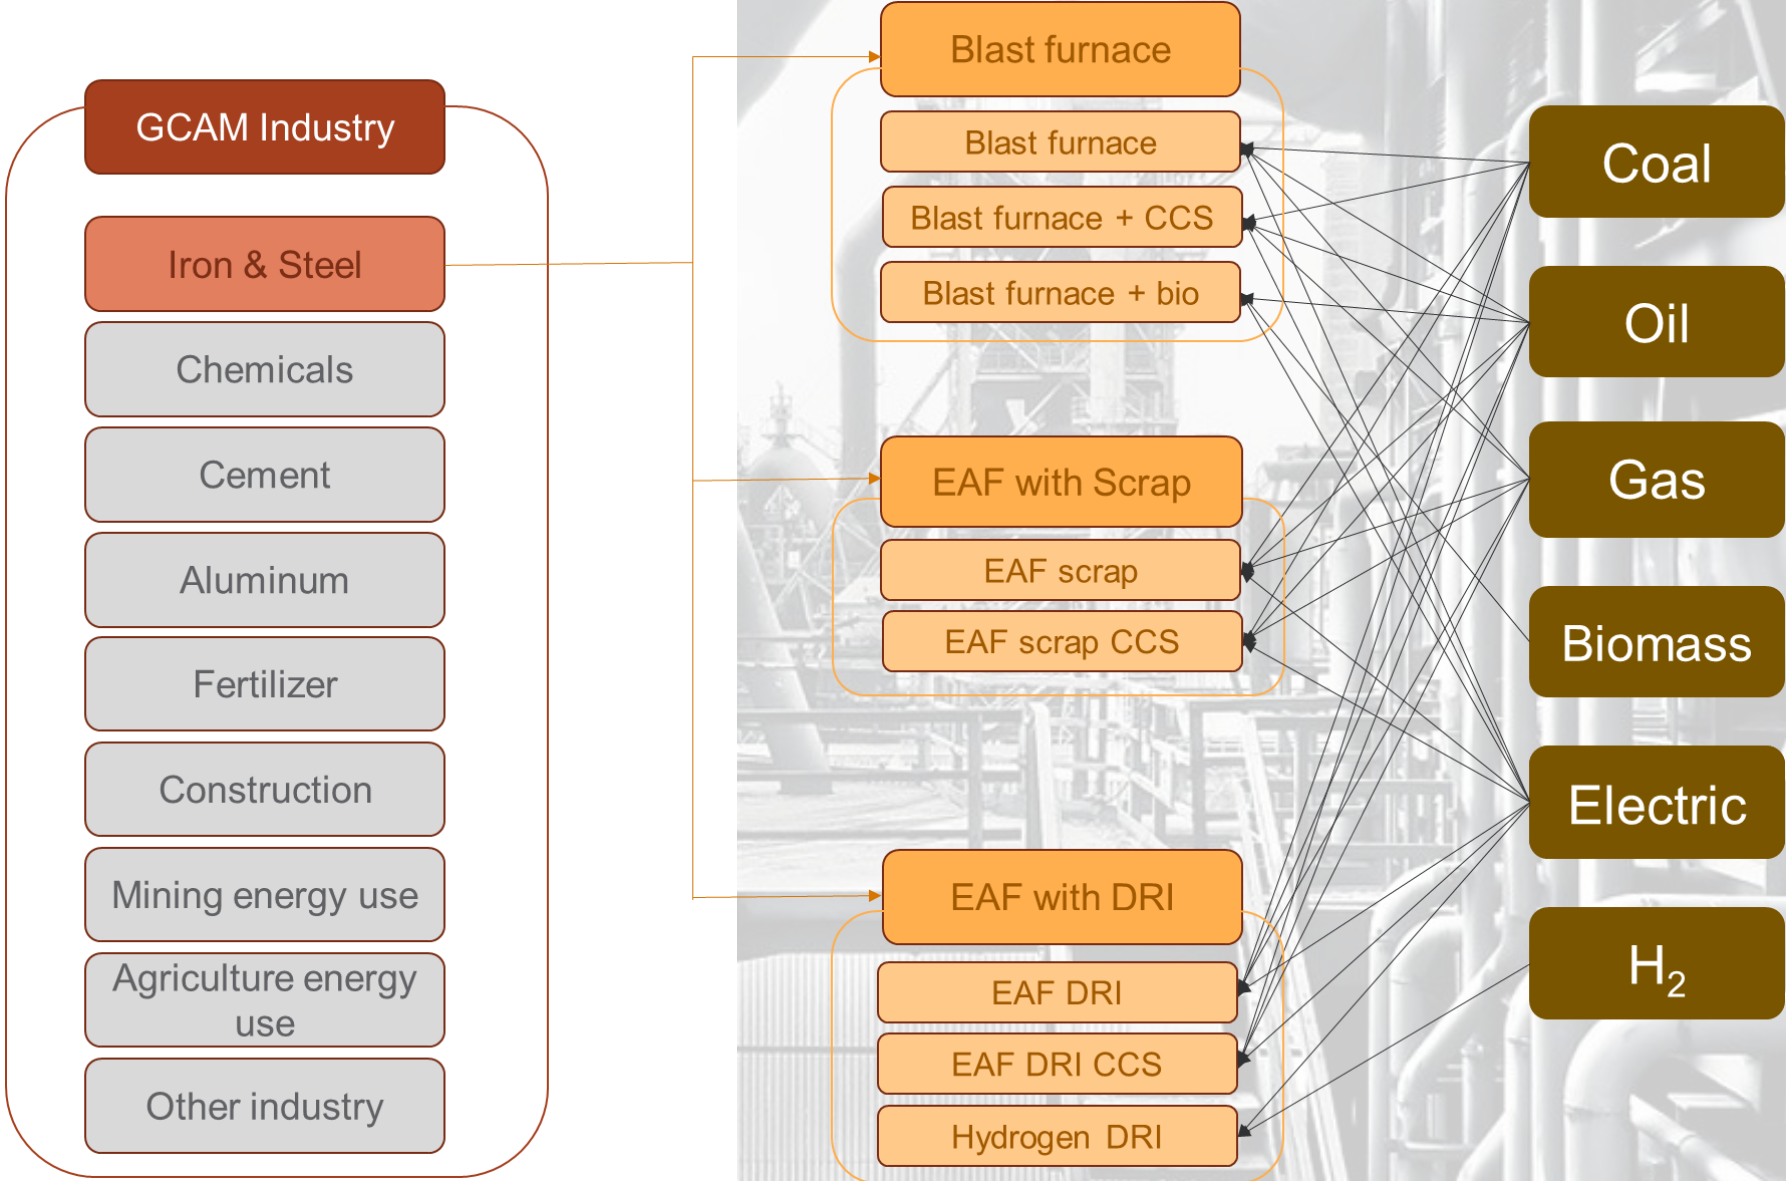 GCAM Industry
Iron & Steel
Chemicals
Cement
Aluminum
Fertilizer
Construction
Mining energy use
Agriculture energy
use
Other industry
Blast furnace
Blast furnace
Blast furnace + CCS
Blast furnace + bio
EAF with Scrap
EAF scrap
EAF scrap CCS
EAF with DRI
EAF DRI
EAF DRI CCS
Hydrogen DRI
Coal
Oil
Gas
Biomass
Electric
H₂